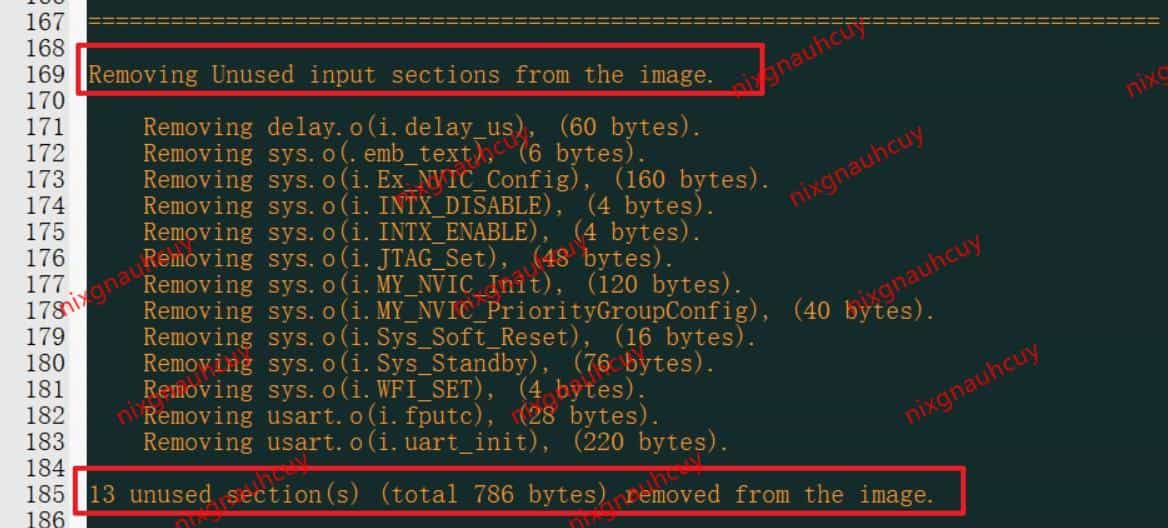 167 ==============================================================================
168
169 Removing Unused input sections from the image.
170
171 Removing delay.o(i.delay_us), (60 bytes).
172 Removing sys.o(.emb_text), (6 bytes).
173 Removing sys.o(i.Ex_NVIC_Config), (160 bytes).
174 Removing sys.o(i.INTX_DISABLE), (4 bytes).
175 Removing sys.o(i.INTX_ENABLE), (4 bytes).
176 Removing sys.o(i.JTAG_Set), (48 bytes).
177 Removing sys.o(i.MY_NVIC_Init), (120 bytes).
178 Removing sys.o(i.MY_NVIC_PriorityGroupConfig), (40 bytes).
179 Removing sys.o(i.Sys_Soft_Reset), (16 bytes).
180 Removing sys.o(i.Sys_Standby), (76 bytes).
181 Removing sys.o(i.WFI_SET), (4 bytes).
182 Removing usart.o(i.fputc), (28 bytes).
183 Removing usart.o(i.uart_init), (220 bytes).
184
185 13 unused section(s) (total 786 bytes) removed from the image.
186
nixgnauhcuy
nixgnauhcuy
nixgnauhcuy
nixgnauhcuy
nixgnauhcuy
nixgnauhcuy
nixgnauhcuy
nixgnauhcuy
nixgnauhcuy
nixgnauhcuy
nixgnauhcuy
nixgnauhcuy